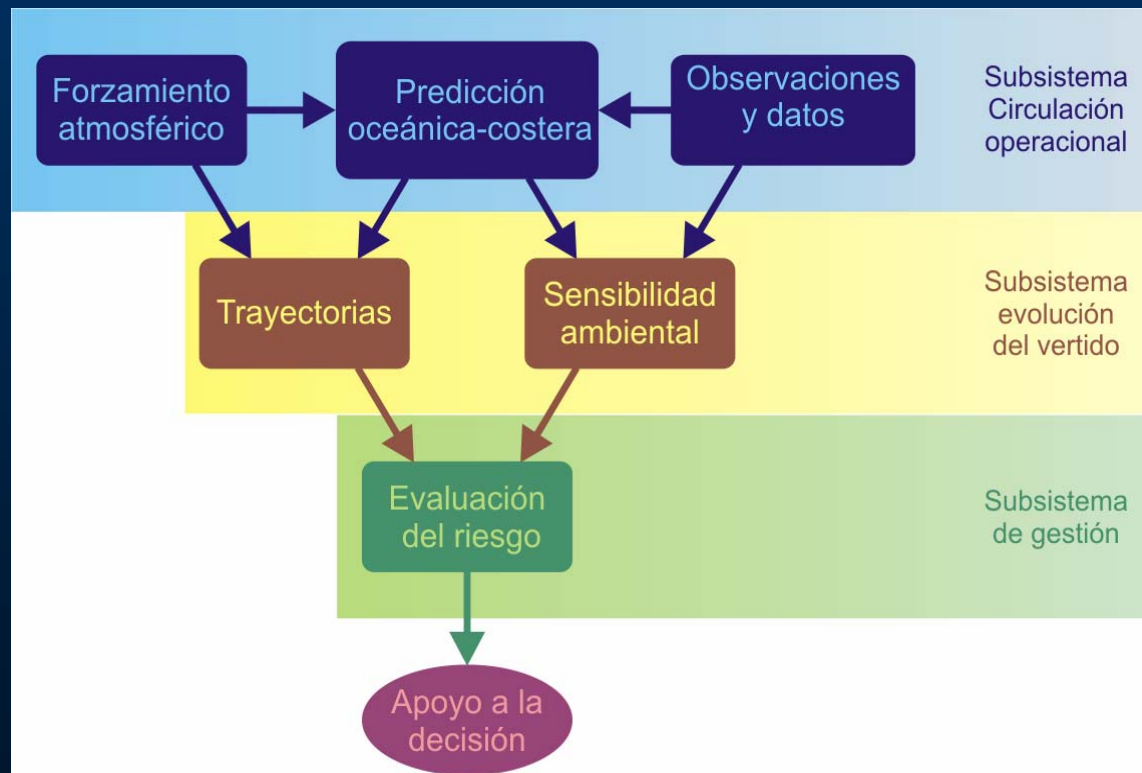 Forzamiento
atmosférico
Predicción
oceánica-costera
Observaciones
y datos
Subsistema
Circulación
operacional
Trayectorias
Sensibilidad
ambiental
Subsistema
evolución
del vertido
Evaluación
del riesgo
Subsistema
de gestión
Apoyo a la
decisión